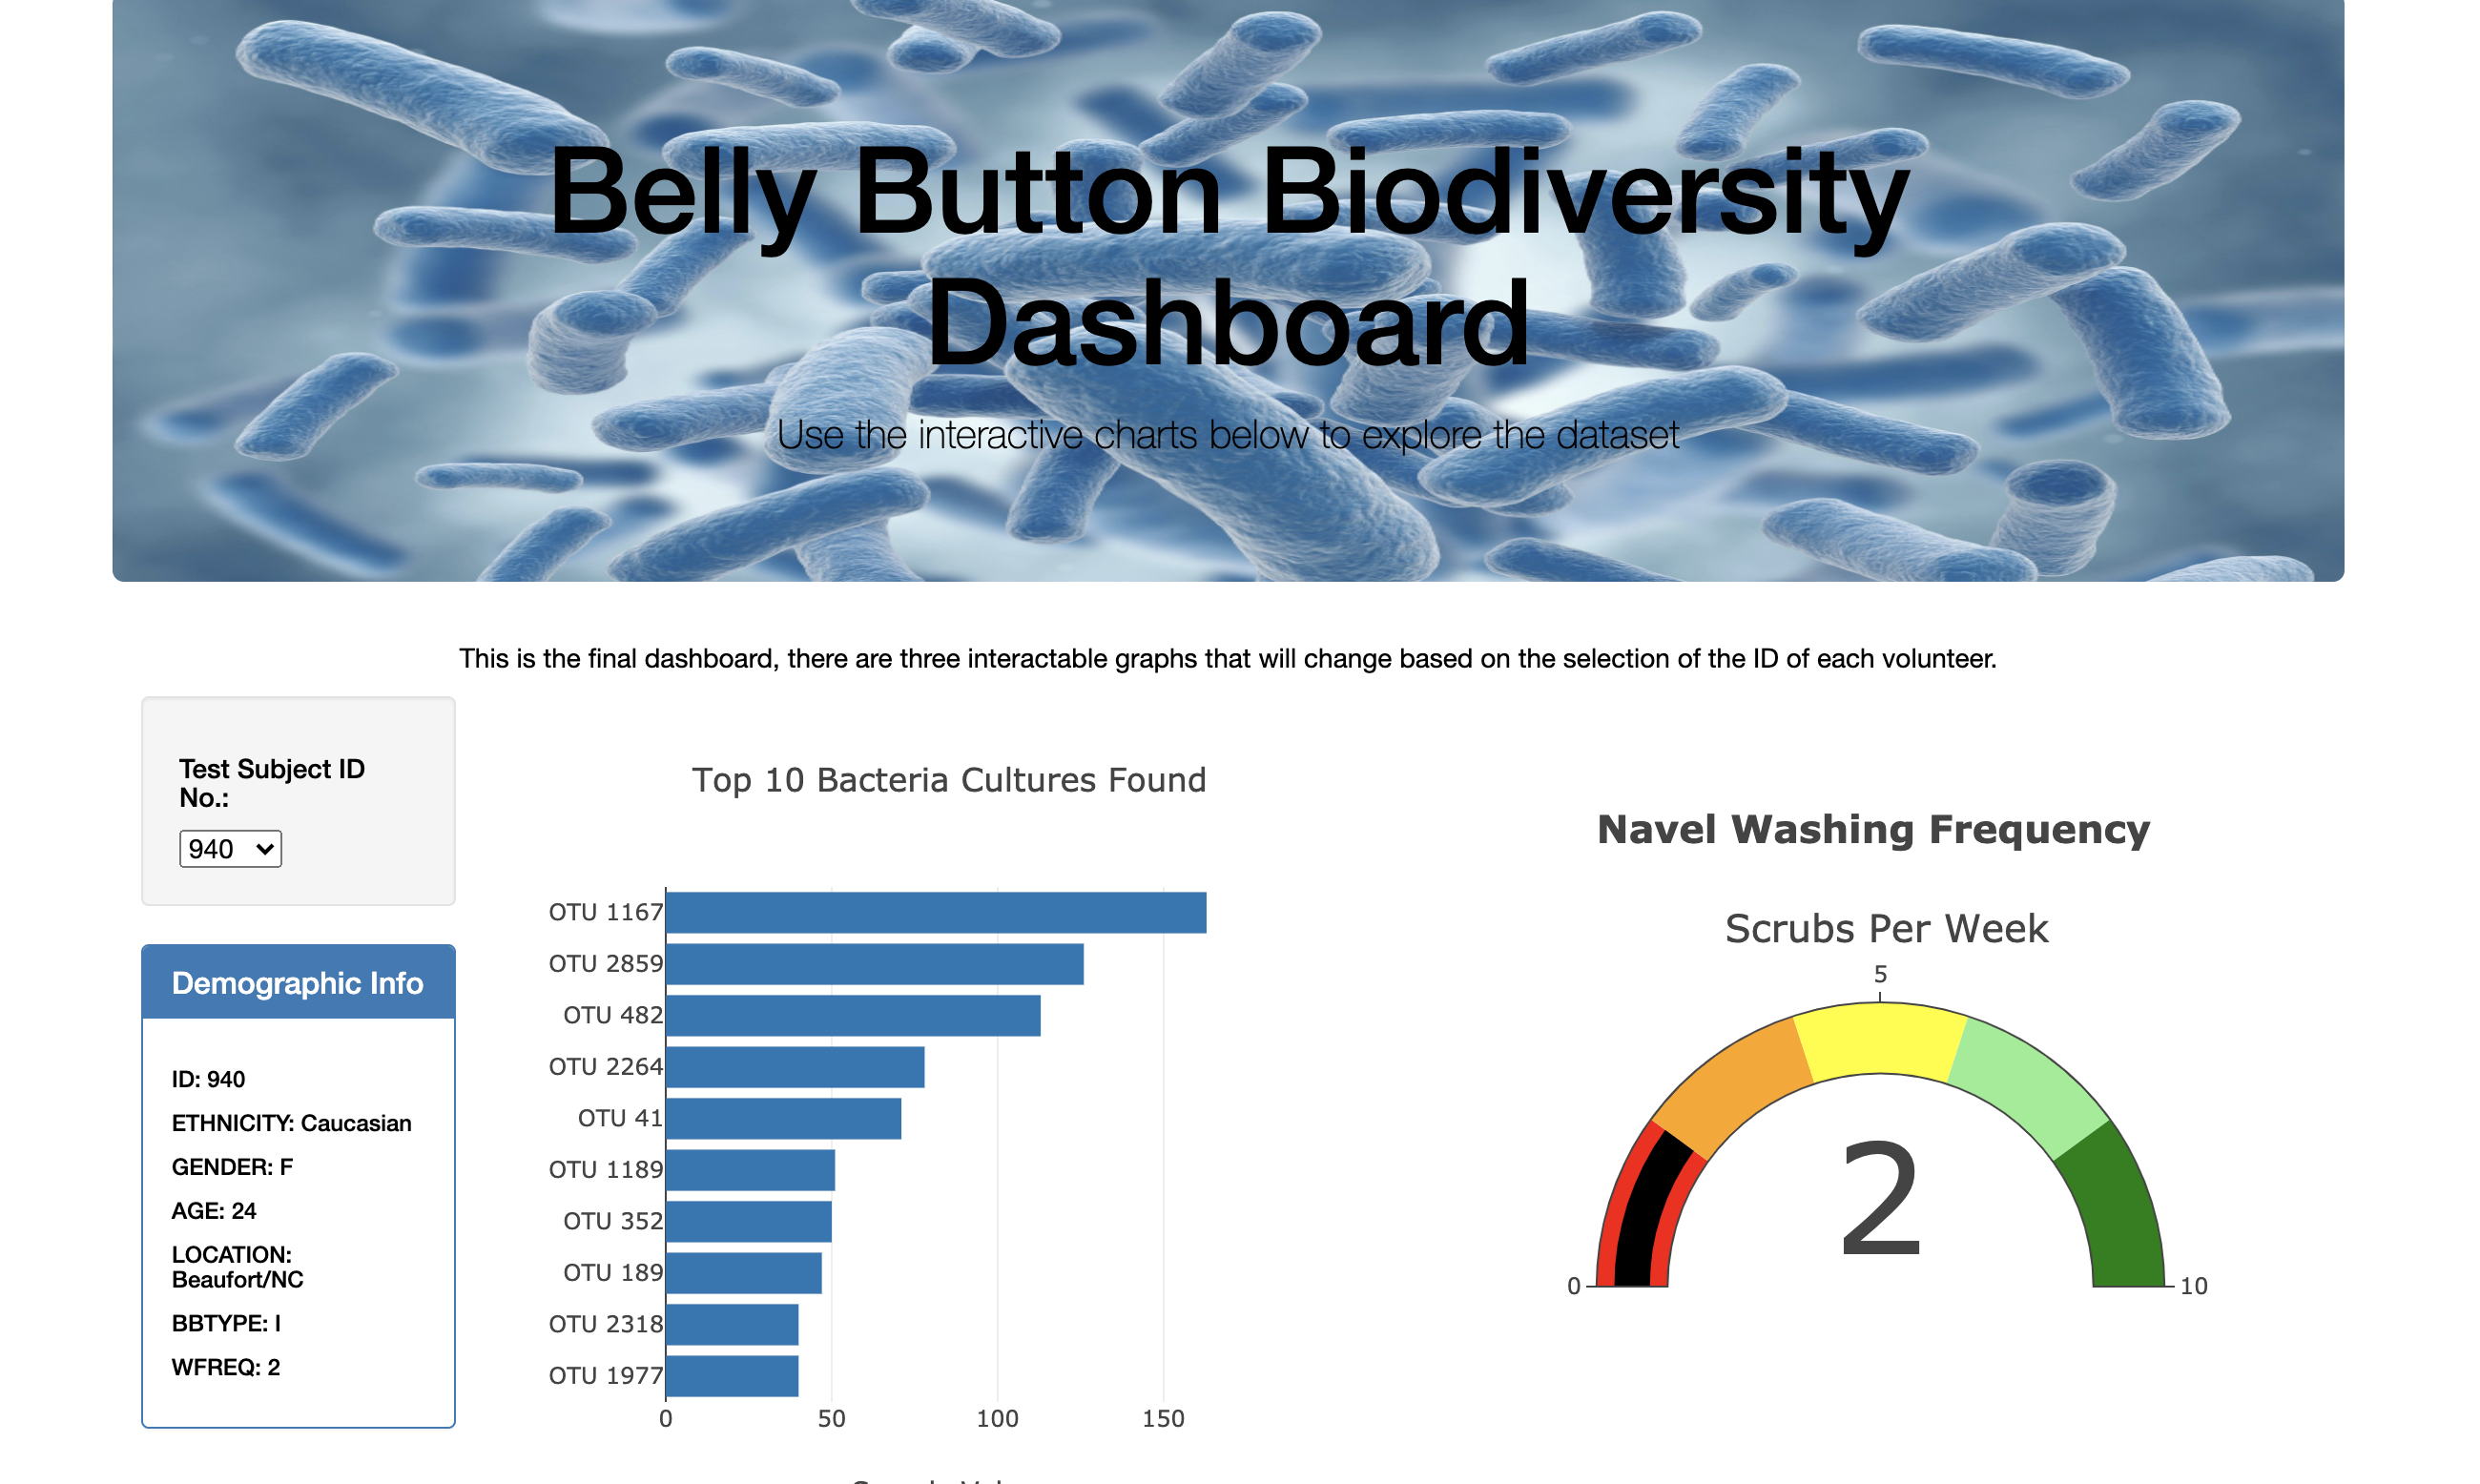 Belly Button Biodiversity
Dashboard
Use the interactive charts below to explore the dataset
This is the final dashboard, there are three interactable graphs that will change based on the selection of the ID of each volunteer.
Test Subject ID
No.:
940
Demographic Info
ID: 940
ETHNICITY: Caucasian
GENDER: F
AGE: 24
LOCATION:
Beaufort/NC
BBTYPE: I
WFREQ: 2
Top 10 Bacteria Cultures Found
OTU 1167
OTU 2859
OTU 482
OTU 2264
OTU 41
OTU 1189
OTU 352
OTU 189
OTU 2318
OTU 1977
0 50 100 150
Navel Washing Frequency
Scrubs Per Week
5
2
0 10